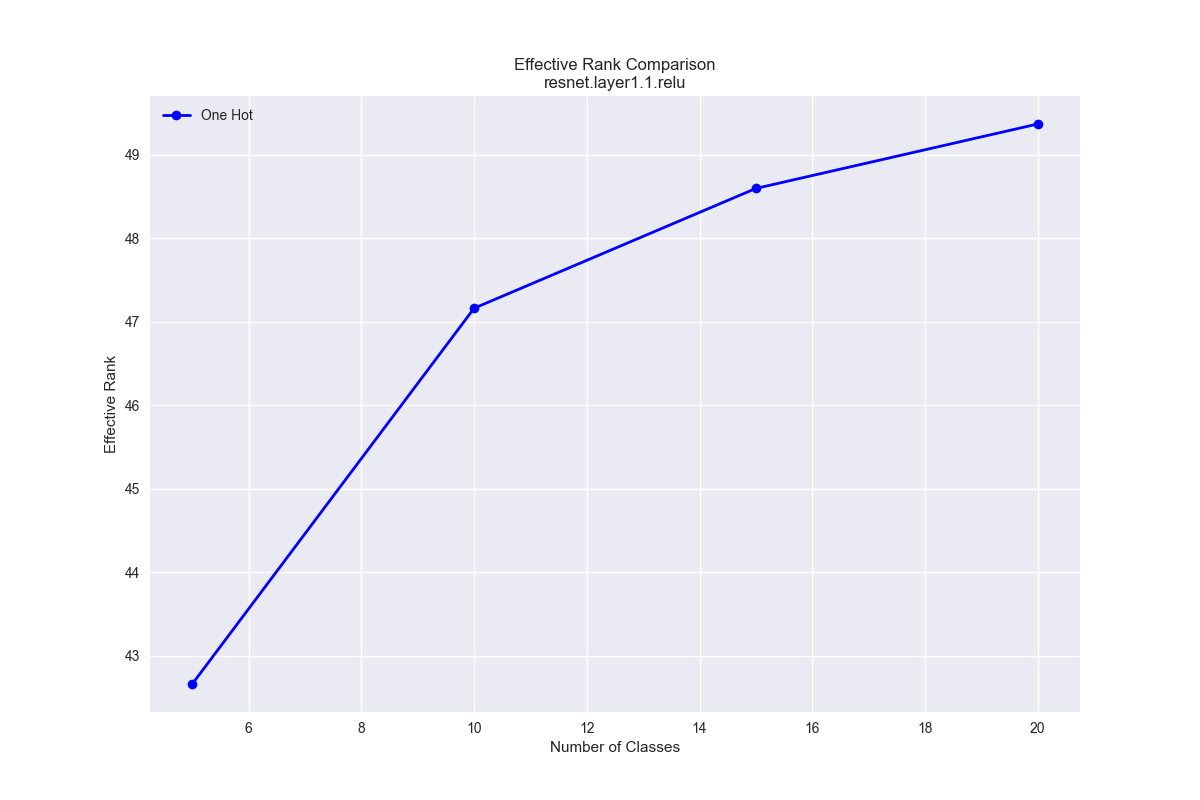 Effective Rank Comparison
resnet.layer1.1.relu
One Hot
49
48
47
46
45
44
43
Effective Rank
6 8 10 12 14 16 18 20
Number of Classes